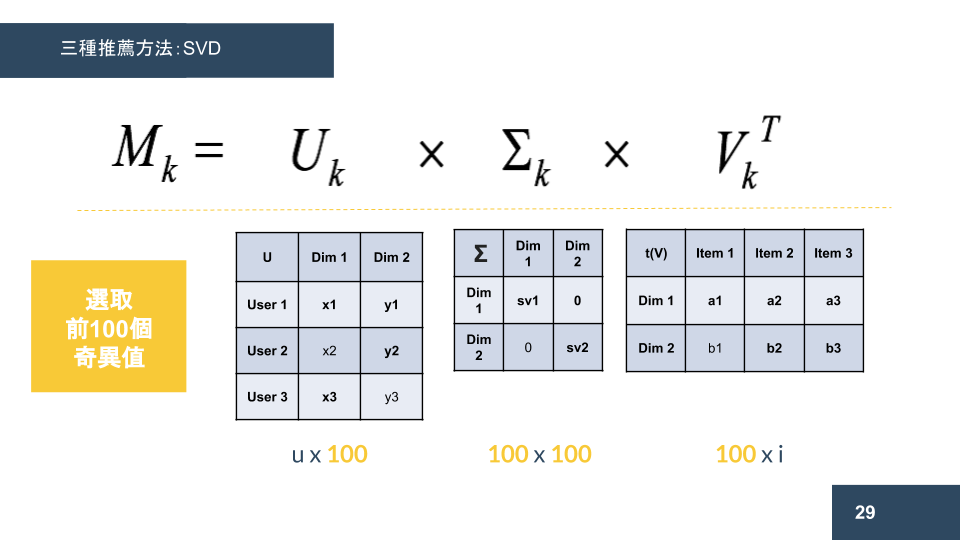 三種推薦方法：SVD
M_k = U_k × Σ_k × V_k^T
選取
前100個
奇異值
U Dim 1 Dim 2
User 1 x1 y1
User 2 x2 y2
User 3 x3 y3
Σ Dim 1 Dim 2
Dim 1 sv1 0
Dim 2 0 sv2
t(V) Item 1 Item 2 Item 3
Dim 1 a1 a2 a3
Dim 2 b1 b2 b3
u x 100
100 x 100
100 x i
29